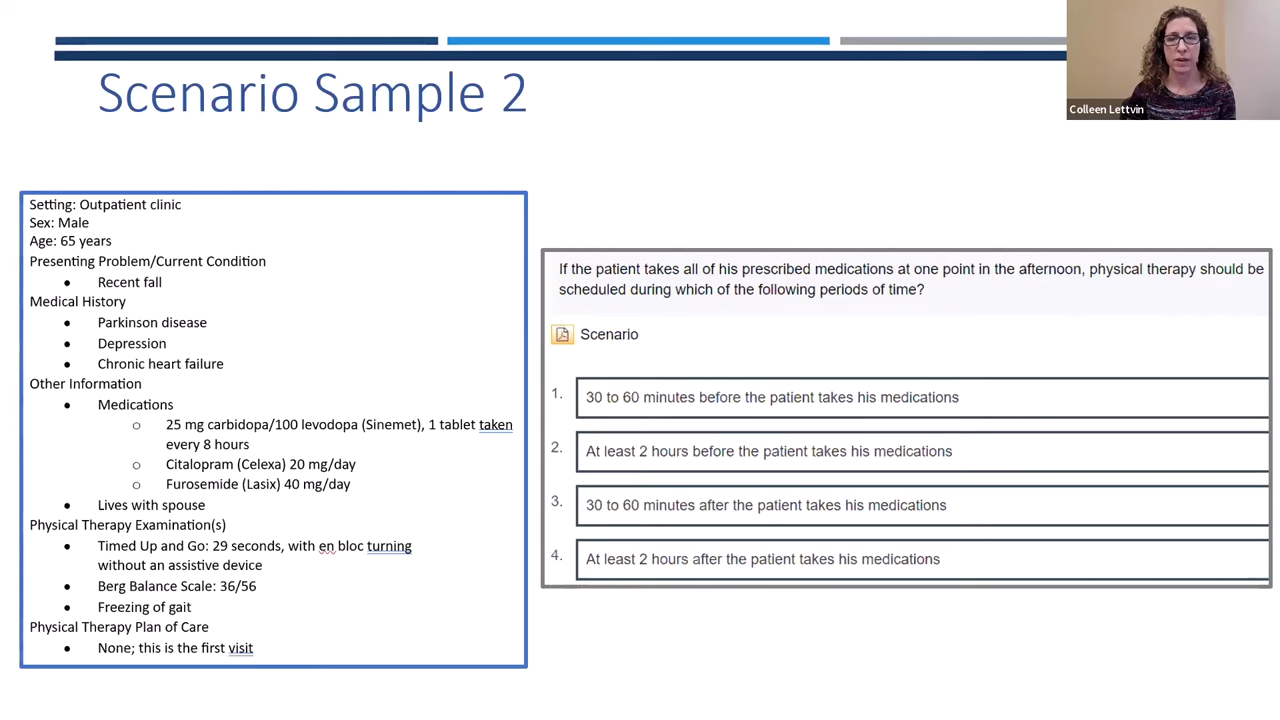 Scenario Sample 2
Colleen Lettvin
Setting: Outpatient clinic
Sex: Male
Age: 65 years
Presenting Problem/Current Condition
• Recent fall
Medical History
• Parkinson disease
• Depression
• Chronic heart failure
Other Information
• Medications
o 25 mg carbidopa/100 levodopa (Sinemet), 1 tablet taken
every 8 hours
o Citalopram (Celexa) 20 mg/day
o Furosemide (Lasix) 40 mg/day
• Lives with spouse
Physical Therapy Examination(s)
• Timed Up and Go: 29 seconds, with en bloc turning
without an assistive device
• Berg Balance Scale: 36/56
• Freezing of gait
Physical Therapy Plan of Care
• None; this is the first visit
If the patient takes all of his prescribed medications at one point in the afternoon, physical therapy should be
scheduled during which of the following periods of time?
Scenario
1. 30 to 60 minutes before the patient takes his medications
2. At least 2 hours before the patient takes his medications
3. 30 to 60 minutes after the patient takes his medications
4. At least 2 hours after the patient takes his medications